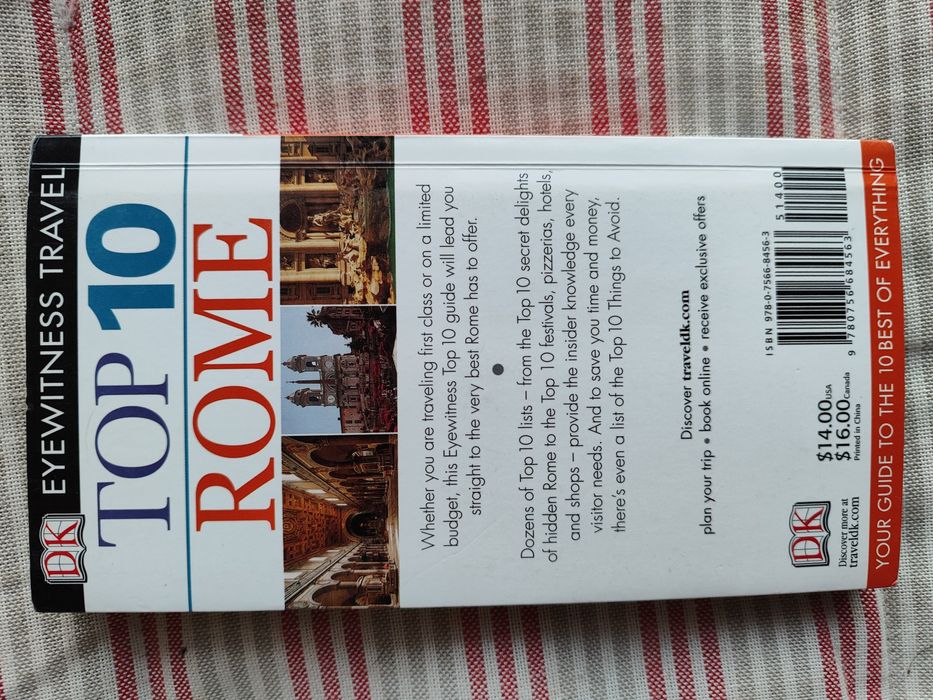 DK
EYEWITNESS TRAVEL
TOP 10
ROME
Whether you are traveling first class or on a limited
budget, this Eyewitness Top 10 guide will lead you
straight to the very best Rome has to offer.
Dozens of Top 10 lists – from the Top 10 secret delights
of hidden Rome to the Top 10 festivals, pizzerias, hotels,
and shops – provide the insider knowledge every
visitor needs. And to save you time and money,
there's even a list of the Top 10 Things to Avoid.
Discover traveldk.com
plan your trip • book online • receive exclusive offers
ISBN 978-0-7566-8456-3
51400
9 780756 684563
$14.00 USA
$16.00 Canada
Printed in China
DK
Discover more at
traveldk.com
YOUR GUIDE TO THE 10 BEST OF EVERYTHING